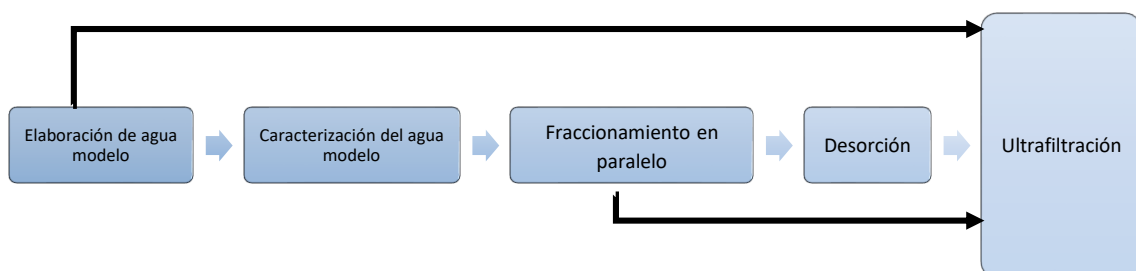 Elaboración de agua
modelo
Caracterización del agua
modelo
Fraccionamiento en
paralelo
Desorción
Ultrafiltración